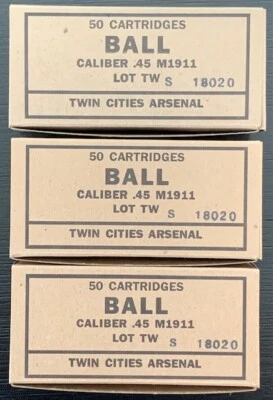 50 CARTRIDGES
BALL
CALIBER .45 M1911
LOT TW S 18020
TWIN CITIES ARSENAL
50 CARTRIDGES
BALL
CALIBER .45 M1911
LOT TW S 18020
TWIN CITIES ARSENAL
50 CARTRIDGES
BALL
CALIBER .45 M1911
LOT TW S 18020
TWIN CITIES ARSENAL